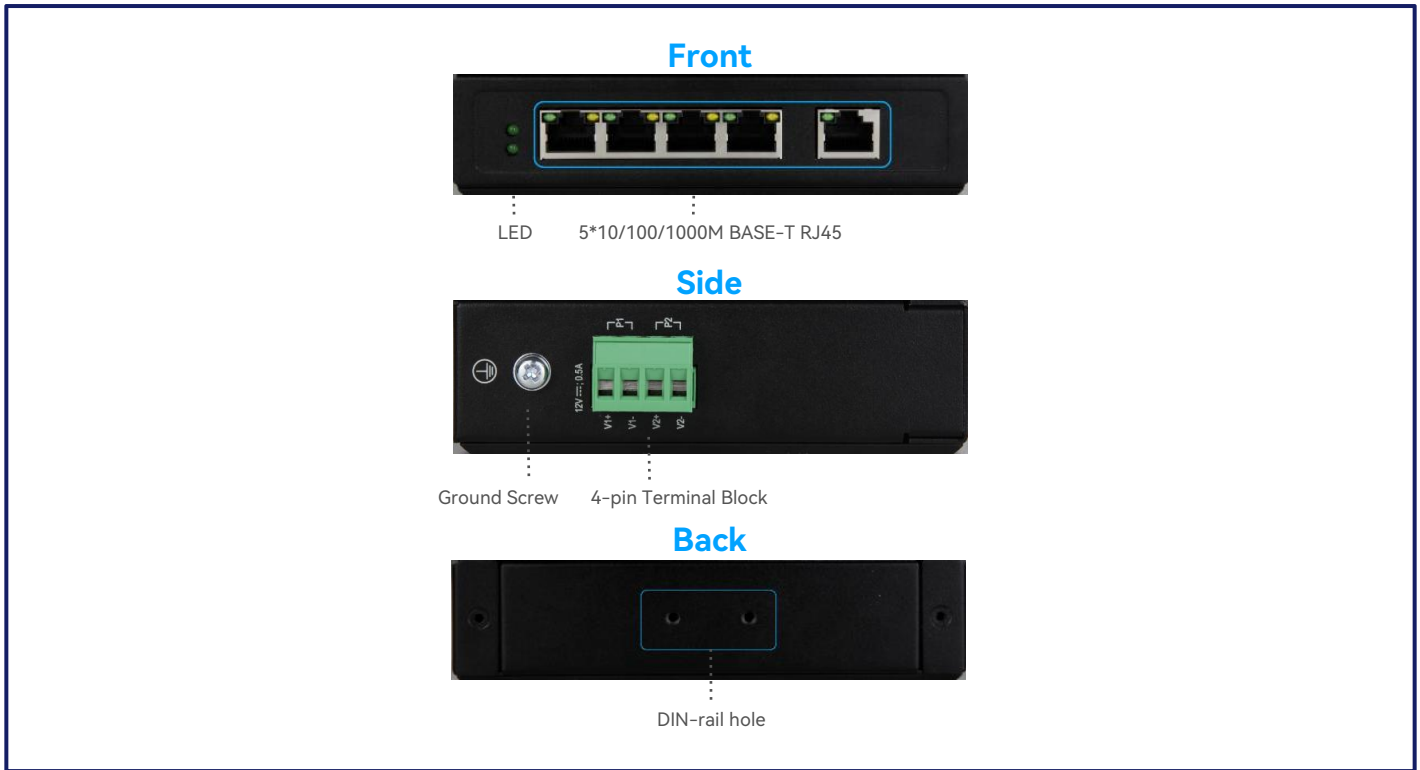 Front
LED
5*10/100/1000M BASE-T RJ45
Side
P1
P2
12V⎓; 0.5A
V1+
V1-
V2+
V2-
Ground Screw
4-pin Terminal Block
Back
DIN-rail hole